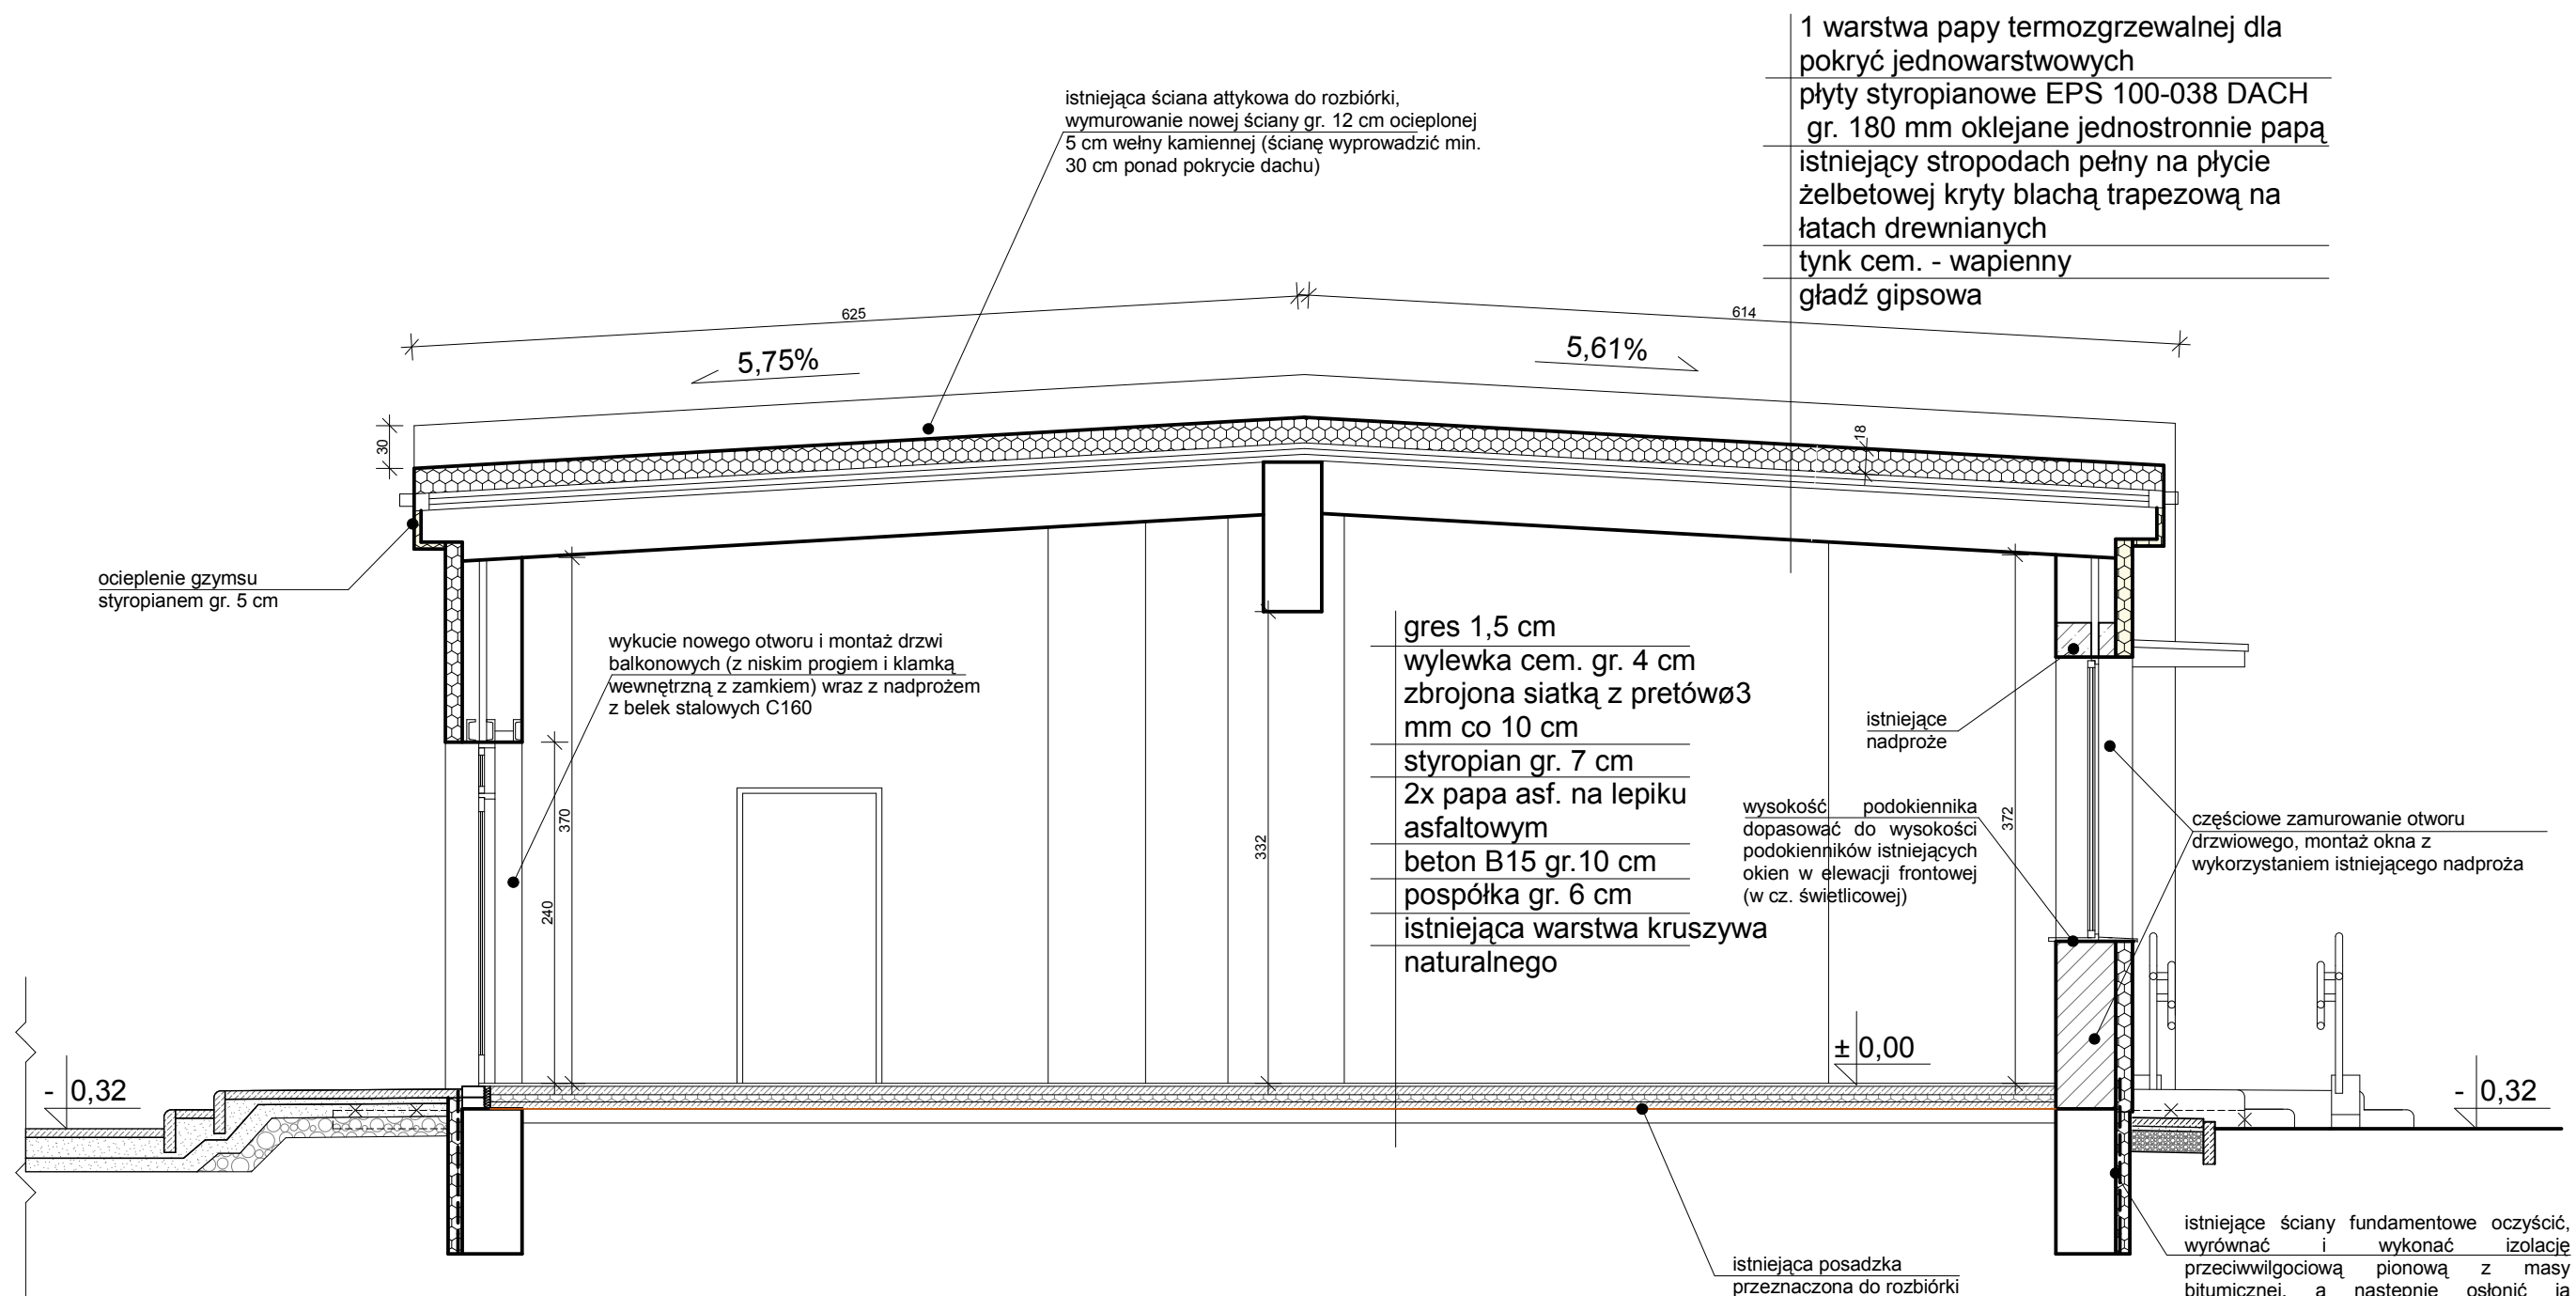 1 warstwa papy termozgrzewalnej dla
pokryć jednowarstwowych
płyty styropianowe EPS 100-038 DACH
gr. 180 mm oklejane jednostronnie papą
istniejący stropodach pełny na płycie
żelbetowej kryty blachą trapezową na
łatach drewnianych
tynk cem. - wapienny
gładź gipsowa
istniejąca ściana attykowa do rozbiórki,
wymurowanie nowej ściany gr. 12 cm ocieplonej
5 cm wełny kamiennej (ścianę wyprowadzić min.
30 cm ponad pokrycie dachu)
625
614
5,75%
5,61%
30
18
ocieplenie gzymsu
styropianem gr. 5 cm
wykucie nowego otworu i montaż drzwi
balkonowych (z niskim progiem i klamką
wewnętrzną z zamkiem) wraz z nadprożem
z belek stalowych C160
gres 1,5 cm
wylewka cem. gr. 4 cm
zbrojona siatką z pretówø3
mm co 10 cm
styropian gr. 7 cm
2x papa asf. na lepiku
asfaltowym
beton B15 gr.10 cm
pospółka gr. 6 cm
istniejąca warstwa kruszywa
naturalnego
istniejące
nadproże
wysokość podokiennika
dopasować do wysokości
podokienników istniejących
okien w elewacji frontowej
(w cz. świetlicowej)
częściowe zamurowanie otworu
drzwiowego, montaż okna z
wykorzystaniem istniejącego nadproża
240
370
332
372
± 0,00
- 0,32
- 0,32
istniejąca posadzka
przeznaczona do rozbiórki
istniejące ściany fundamentowe oczyścić,
wyrównać i wykonać izolację
przeciwwilgociową pionową z masy
bitumicznej, a następnie osłonić ją